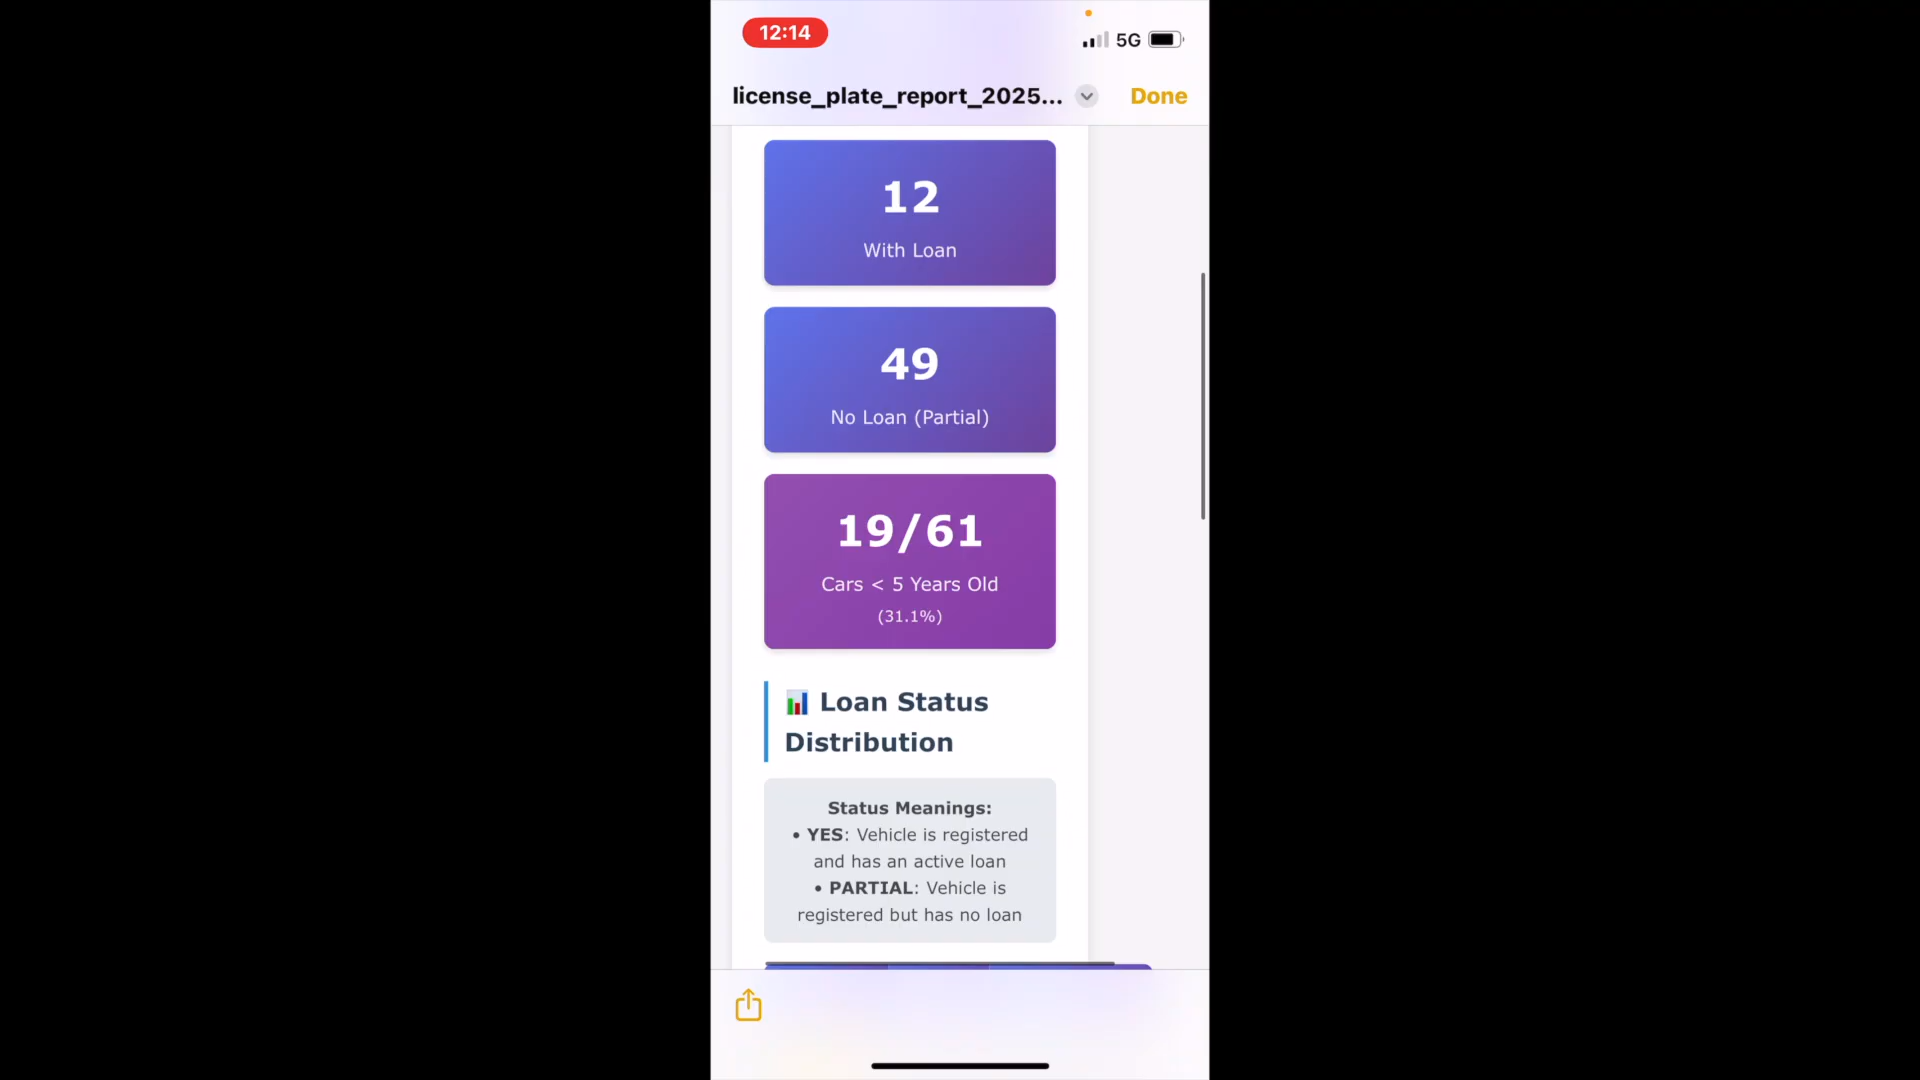 12:14
5G
license_plate_report_2025...
Done
12
With Loan
49
No Loan (Partial)
19/61
Cars < 5 Years Old
(31.1%)
📊 Loan Status
Distribution
Status Meanings:
• YES: Vehicle is registered
and has an active loan
• PARTIAL: Vehicle is
registered but has no loan